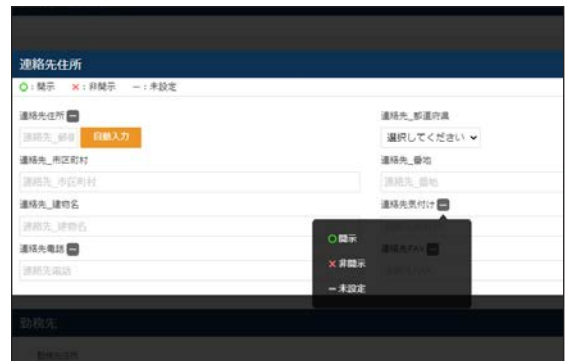 連絡先住所
○：開示 ×：非開示 −：未設定
連絡先住所
連絡先_都道府県
連絡先_郵
自動入力
選択してください
連絡先_市区町村
連絡先_番地
連絡先_市区町村
連絡先_番地
連絡先_建物名
連絡先気付け
連絡先_建物名
連絡先電話
連絡先FAX
連絡先電話
○ 開示
× 非開示
− 未設定
勤務先
勤務先住所